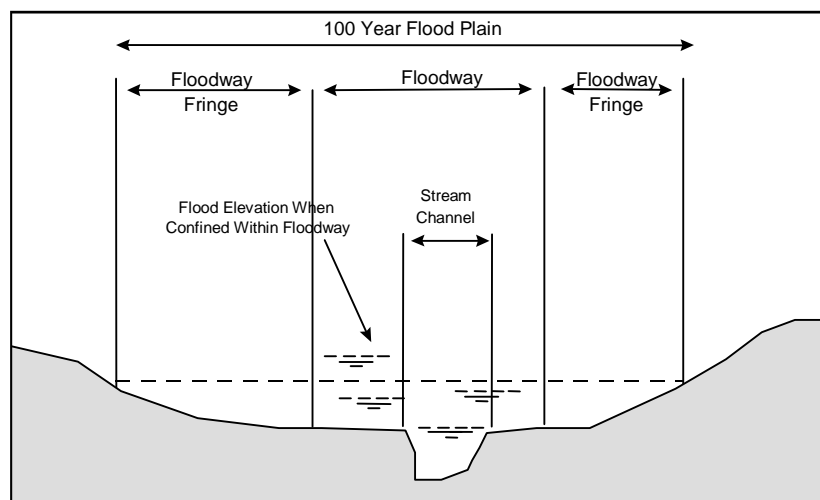 100 Year Flood Plain
Floodway
Fringe
Floodway
Floodway
Fringe
Flood Elevation When
Confined Within Floodway
Stream
Channel